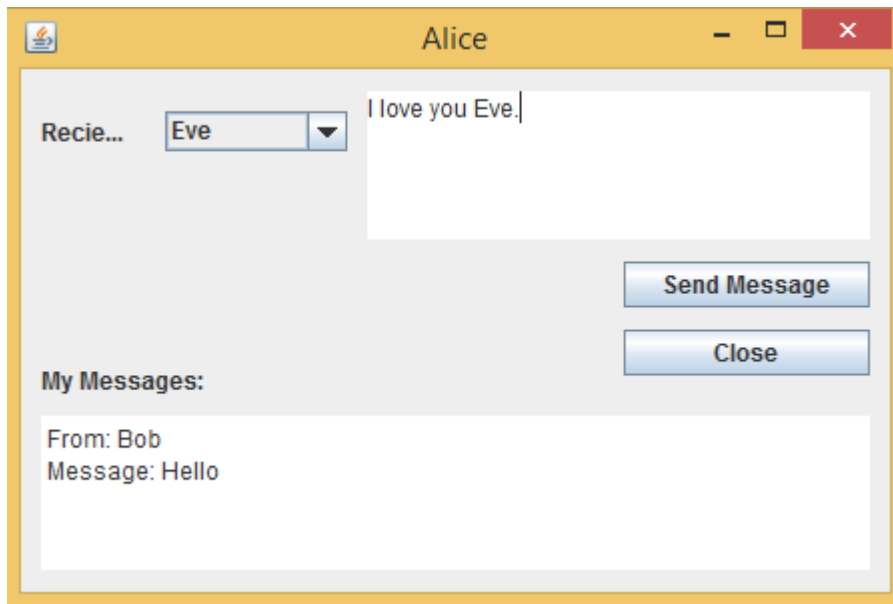 Alice
Recie...
Eve
I love you Eve.
Send Message
Close
My Messages:
From: Bob
Message: Hello